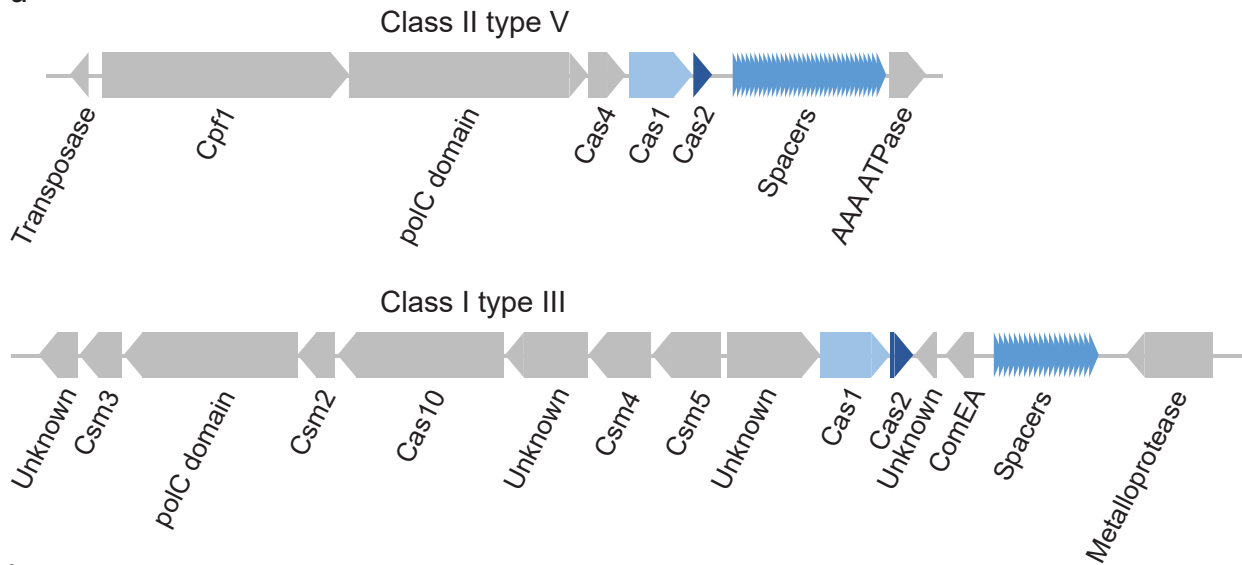 Class II type V
Transposase
Cpf1
polC domain
Cas4
Cas1
Cas2
Spacers
AAA ATPase
Class I type III
Unknown
Csm3
polC domain
Csm2
Cas10
Unknown
Csm4
Csm5
Unknown
Cas1
Cas2
Unknown
ComEA
Spacers
Metalloprotease